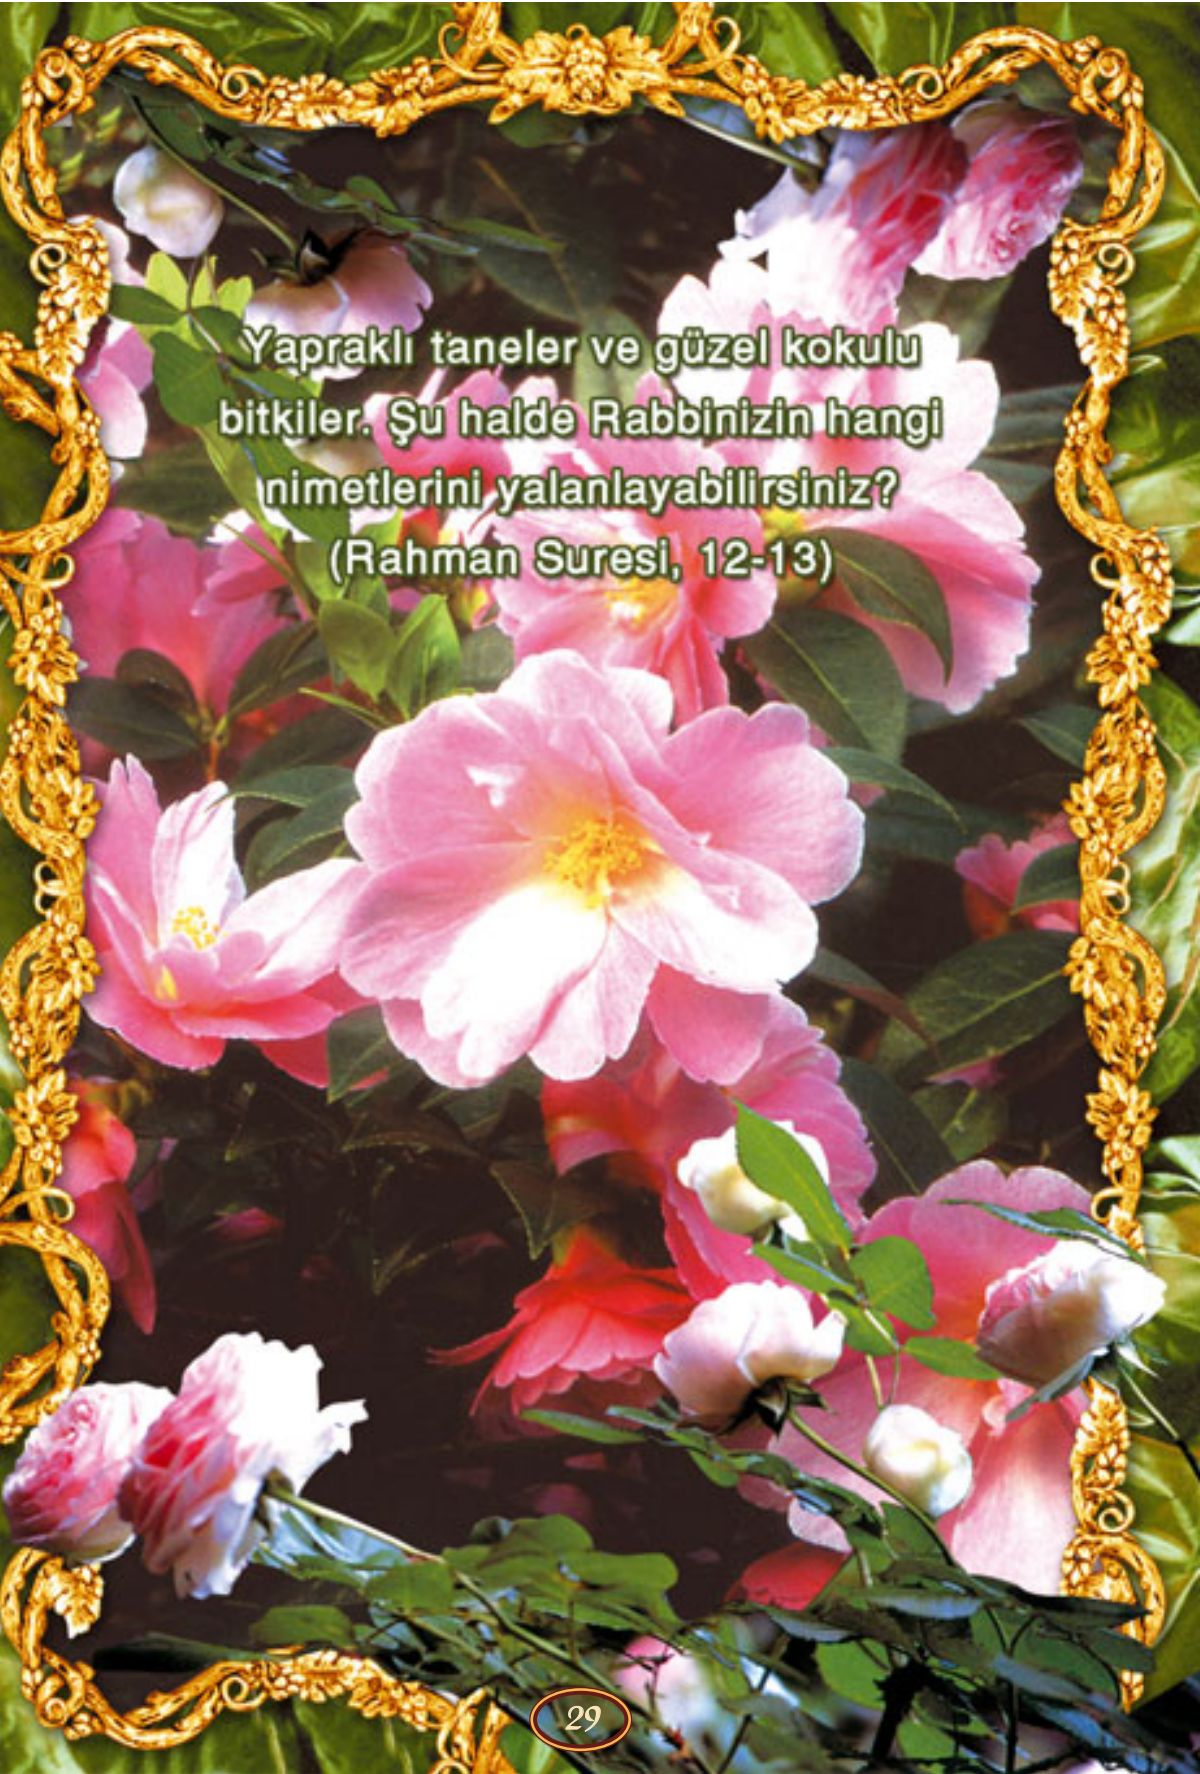 Yapraklı taneler ve güzel kokulu
bitkiler. Şu halde Rabbinizin hangi
nimetlerini yalanlayabilirsiniz?
(Rahman Suresi, 12-13)
29